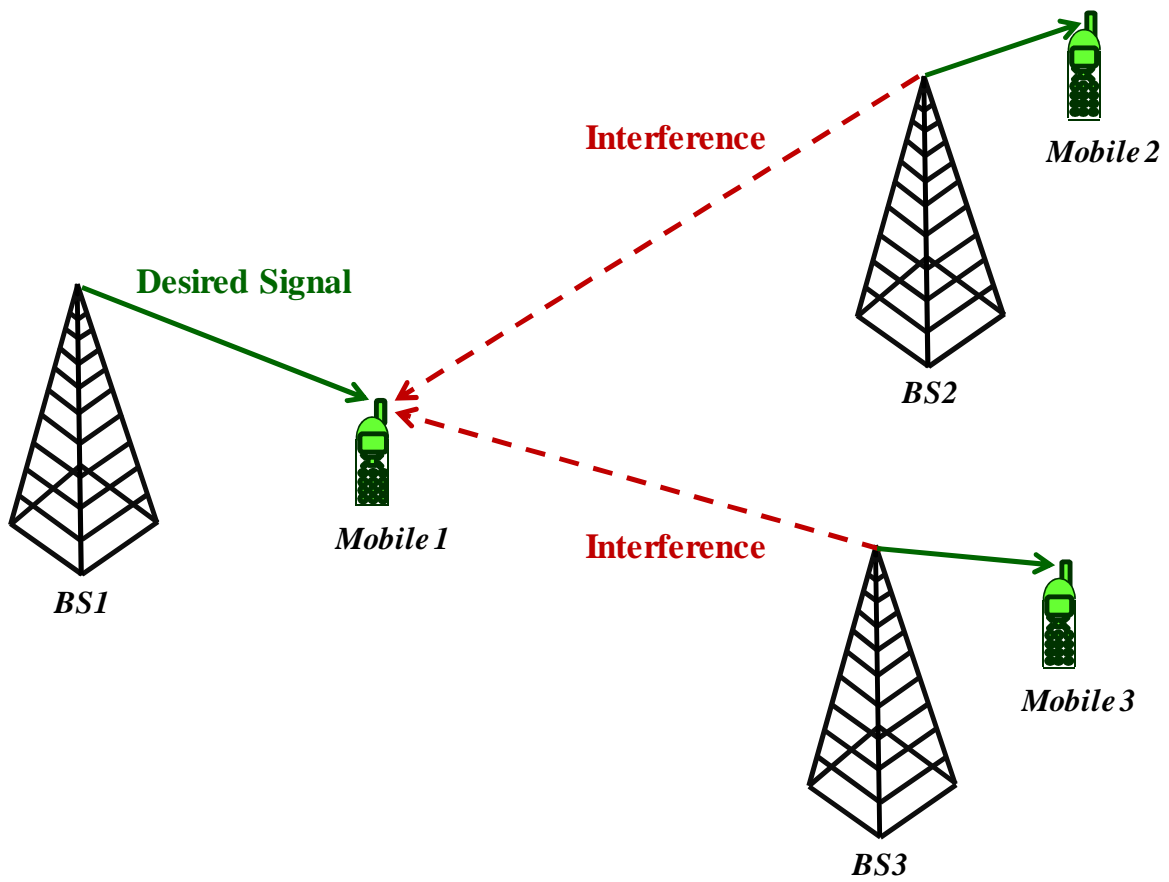 Mobile 2
Interference
Desired Signal
BS2
Mobile 1
Interference
BS1
Mobile 3
BS3